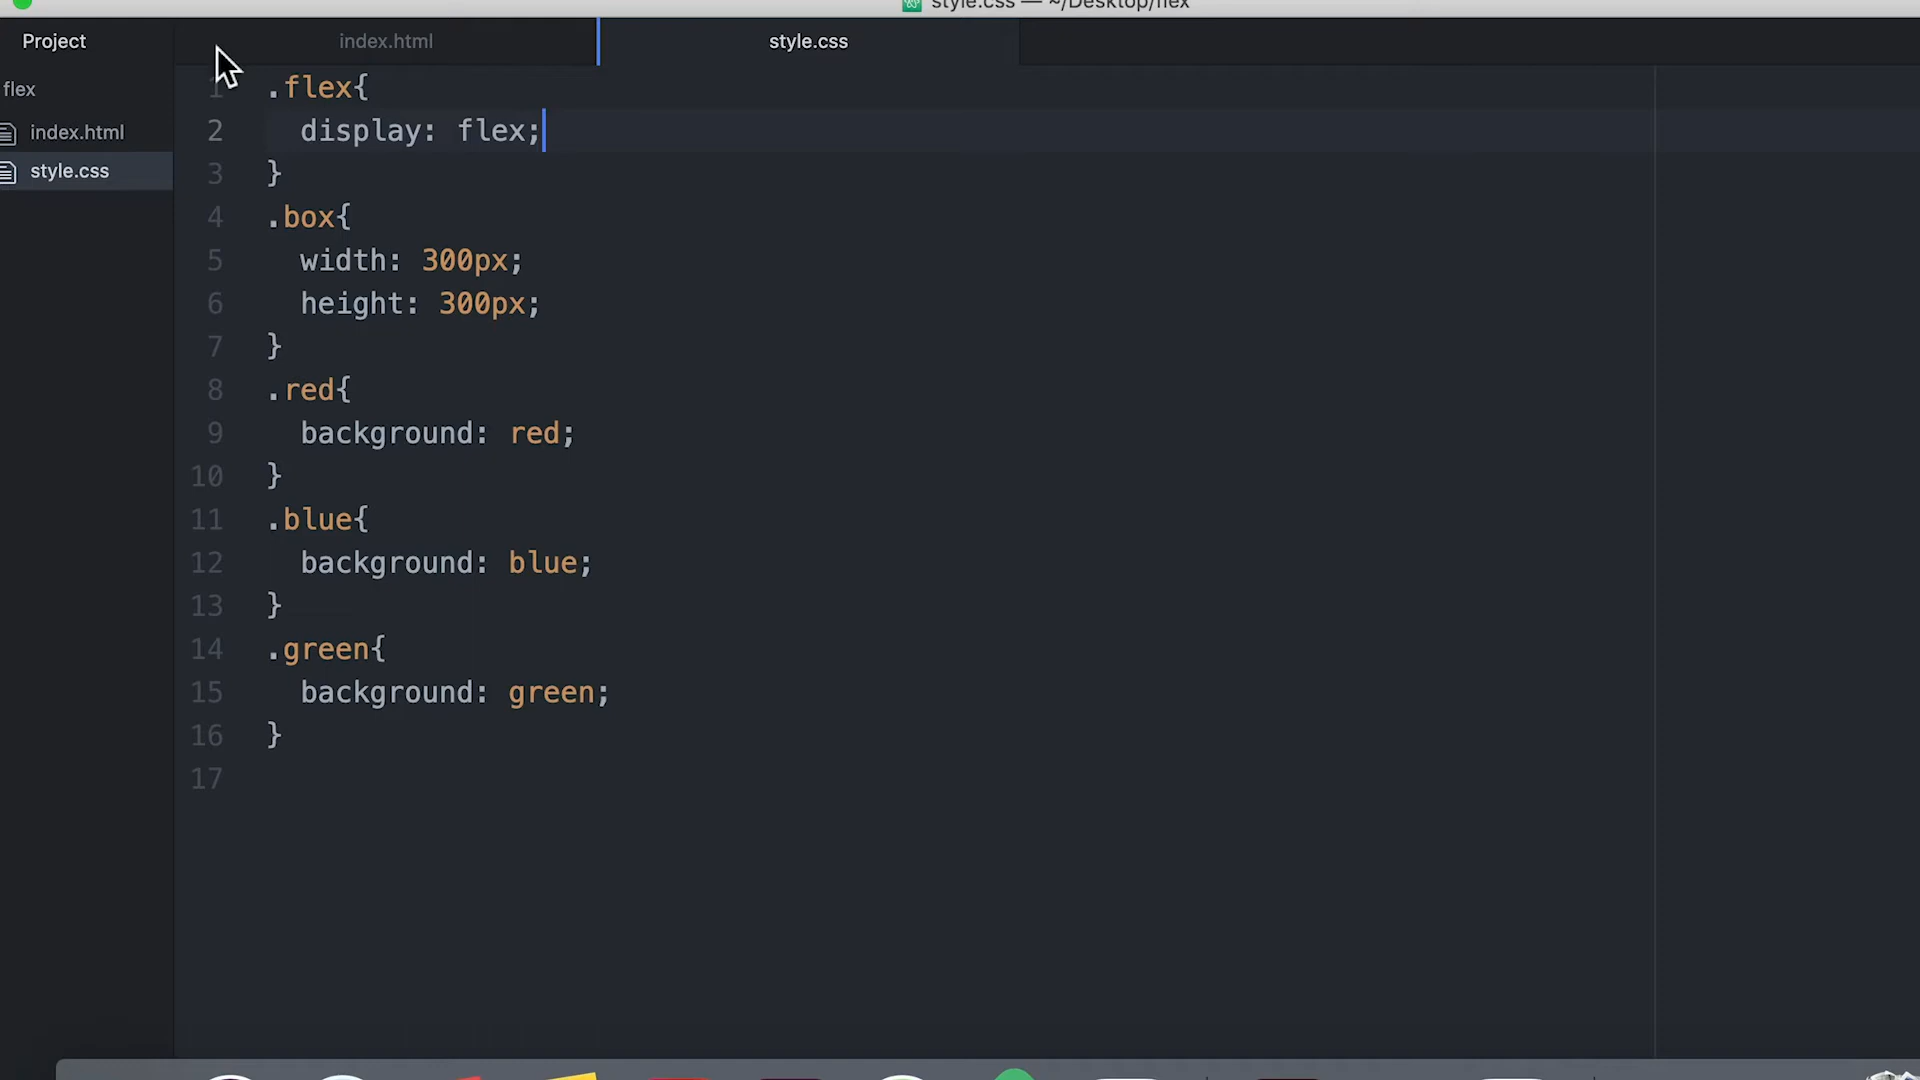 style.css — ~/Desktop/flex
Project
index.html
style.css
flex
index.html
style.css
1 .flex{
2 display: flex;
3 }
4 .box{
5 width: 300px;
6 height: 300px;
7 }
8 .red{
9 background: red;
10 }
11 .blue{
12 background: blue;
13 }
14 .green{
15 background: green;
16 }
17